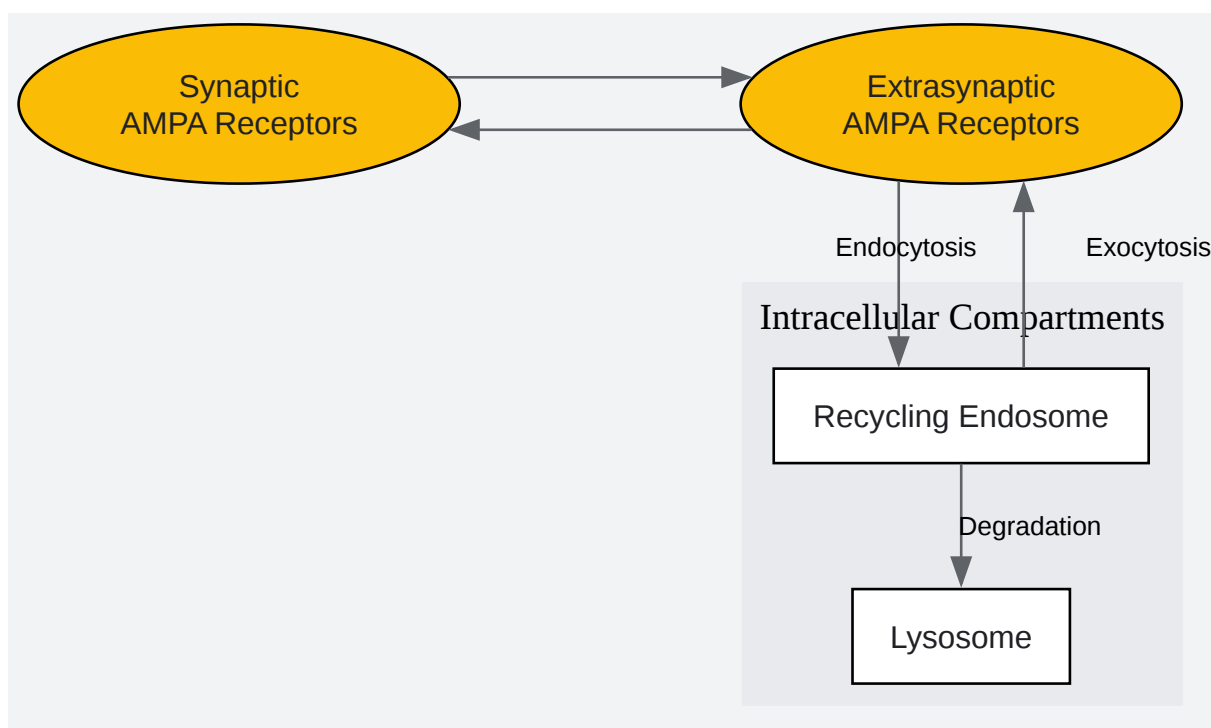 Synaptic
AMPA Receptors
Extrasynaptic
AMPA Receptors
Endocytosis
Exocytosis
Intracellular Compartments
Recycling Endosome
Degradation
Lysosome